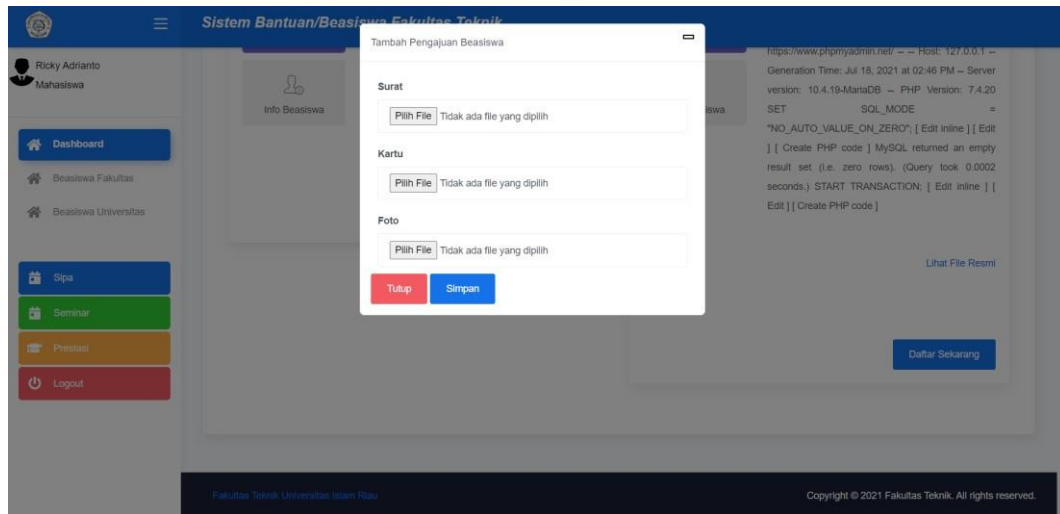 Sistem Bantuan/Beasiswa Fakultas Teknik
Ricky Adrianto
Mahasiswa
Dashboard
Beasiswa Fakultas
Beasiswa Universitas
Sipa
Seminar
Prestasi
Logout
Info Beasiswa
Tambah Pengajuan Beasiswa
Surat
Pilih File Tidak ada file yang dipilih
Kartu
Pilih File Tidak ada file yang dipilih
Foto
Pilih File Tidak ada file yang dipilih
Tutup Simpan
iswa
https://www.phpmyadmin.net/ -- -- Host: 127.0.0.1 --
Generation Time: Jul 18, 2021 at 02:46 PM -- Server
version: 10.4.19-MariaDB -- PHP Version: 7.4.20
SET SQL_MODE =
"NO_AUTO_VALUE_ON_ZERO"; [ Edit inline ] [ Edit
] [ Create PHP code ] MySQL returned an empty
result set (i.e. zero rows). (Query took 0.0002
seconds.) START TRANSACTION; [ Edit inline ] [
Edit ] [ Create PHP code ]
Lihat File Resmi
Daftar Sekarang
Fakultas Teknik Universitas Islam Riau
Copyright © 2021 Fakultas Teknik. All rights reserved.